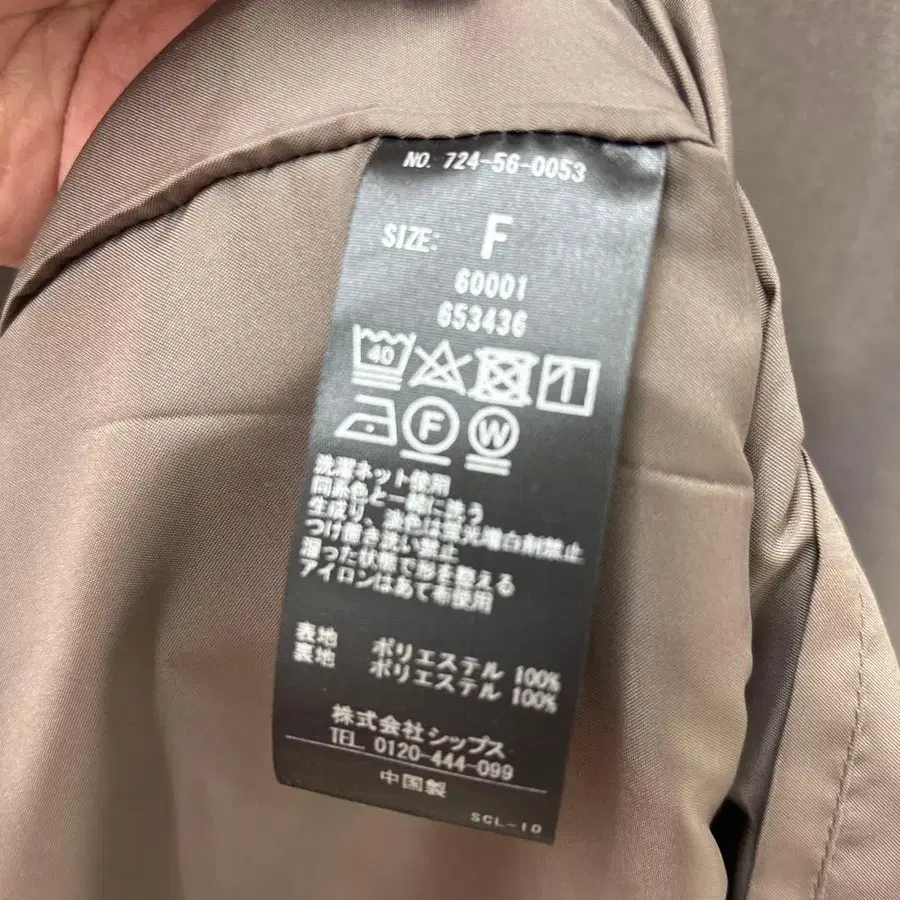 NO. 724-56-0053
SIZE: F
60001
653436
40
F W
洗濯ネット使用
同系色と一緒に洗う
生成り、淡色は蛍光増白剤禁止
つけ置き洗い禁止
湿った状態で形を整える
アイロンはあて布使用
表地 ポリエステル 100%
裏地 ポリエステル 100%
株式会社シップス
TEL. 0120-444-099
中国製
SCL-10